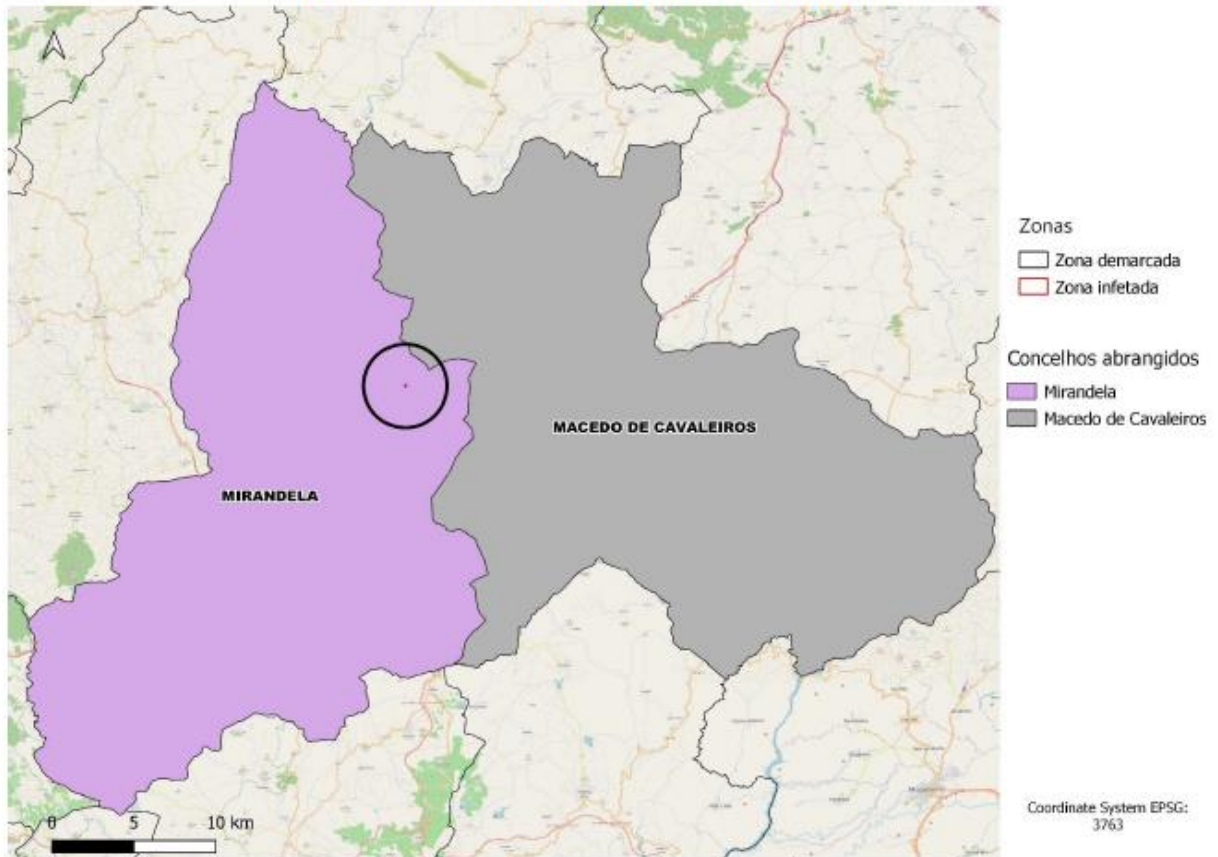 MIRANDELA
MACEDO DE CAVALEIROS
0 5 10 km
Zonas
Zona demarcada
Zona infetada
Concelhos abrangidos
Mirandela
Macedo de Cavaleiros
Coordinate System EPSG:
3763